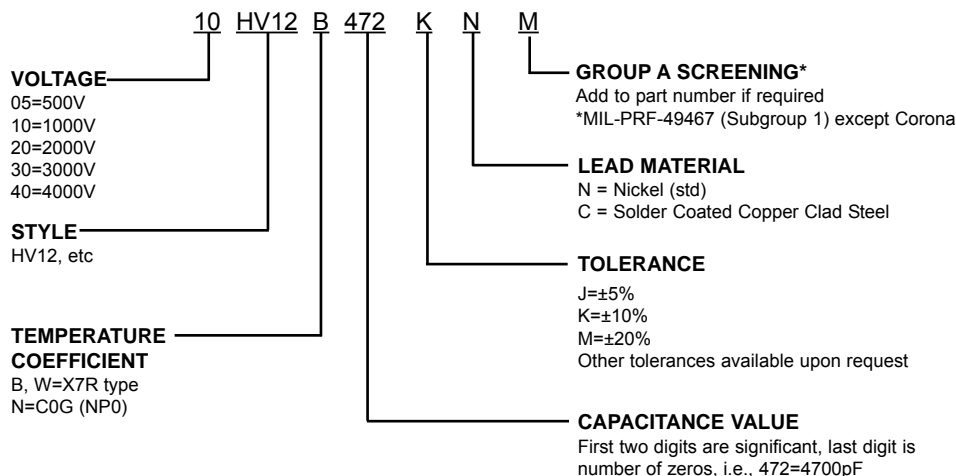 10 HV12 B 472 K N M
VOLTAGE
05=500V
10=1000V
20=2000V
30=3000V
40=4000V
STYLE
HV12, etc
TEMPERATURE
COEFFICIENT
B, W=X7R type
N=C0G (NP0)
GROUP A SCREENING*
Add to part number if required
*MIL-PRF-49467 (Subgroup 1) except Corona
LEAD MATERIAL
N = Nickel (std)
C = Solder Coated Copper Clad Steel
TOLERANCE
J=±5%
K=±10%
M=±20%
Other tolerances available upon request
CAPACITANCE VALUE
First two digits are significant, last digit is
number of zeros, i.e., 472=4700pF